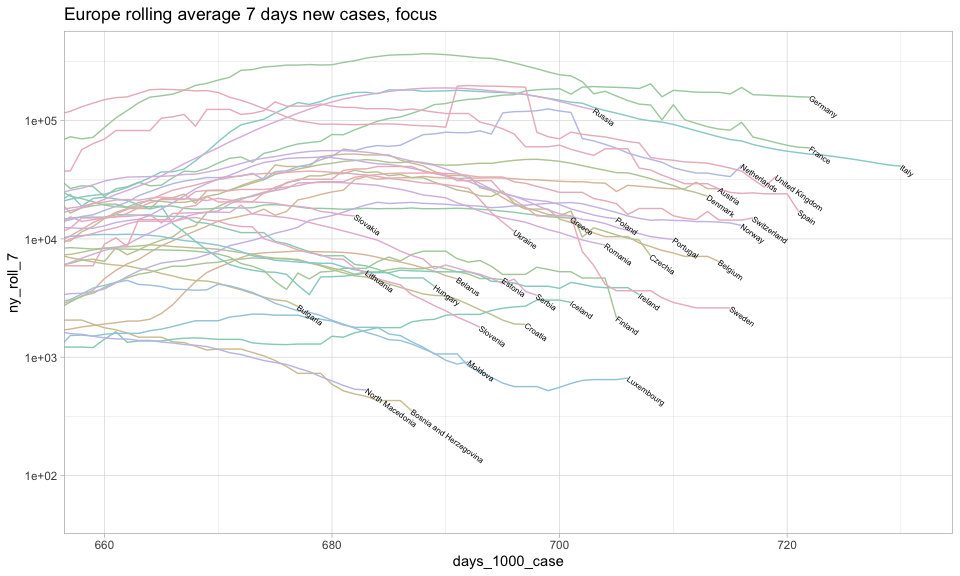 Europe rolling average 7 days new cases, focus
ny_roll_7
1e+05
1e+04
1e+03
1e+02
Germany
Russia
France
Italy
Netherlands
United Kingdom
Austria
Denmark
Spain
Slovakia
Ukraine
Greece
Poland
Switzerland
Norway
Romania
Portugal
Czechia
Belgium
Lithuania
Hungary
Belarus
Estonia
Serbia
Iceland
Ireland
Bulgaria
Slovenia
Croatia
Finland
Sweden
Moldova
Luxembourg
North Macedonia
Bosnia and Herzegovina
660
680
700
720
days_1000_case